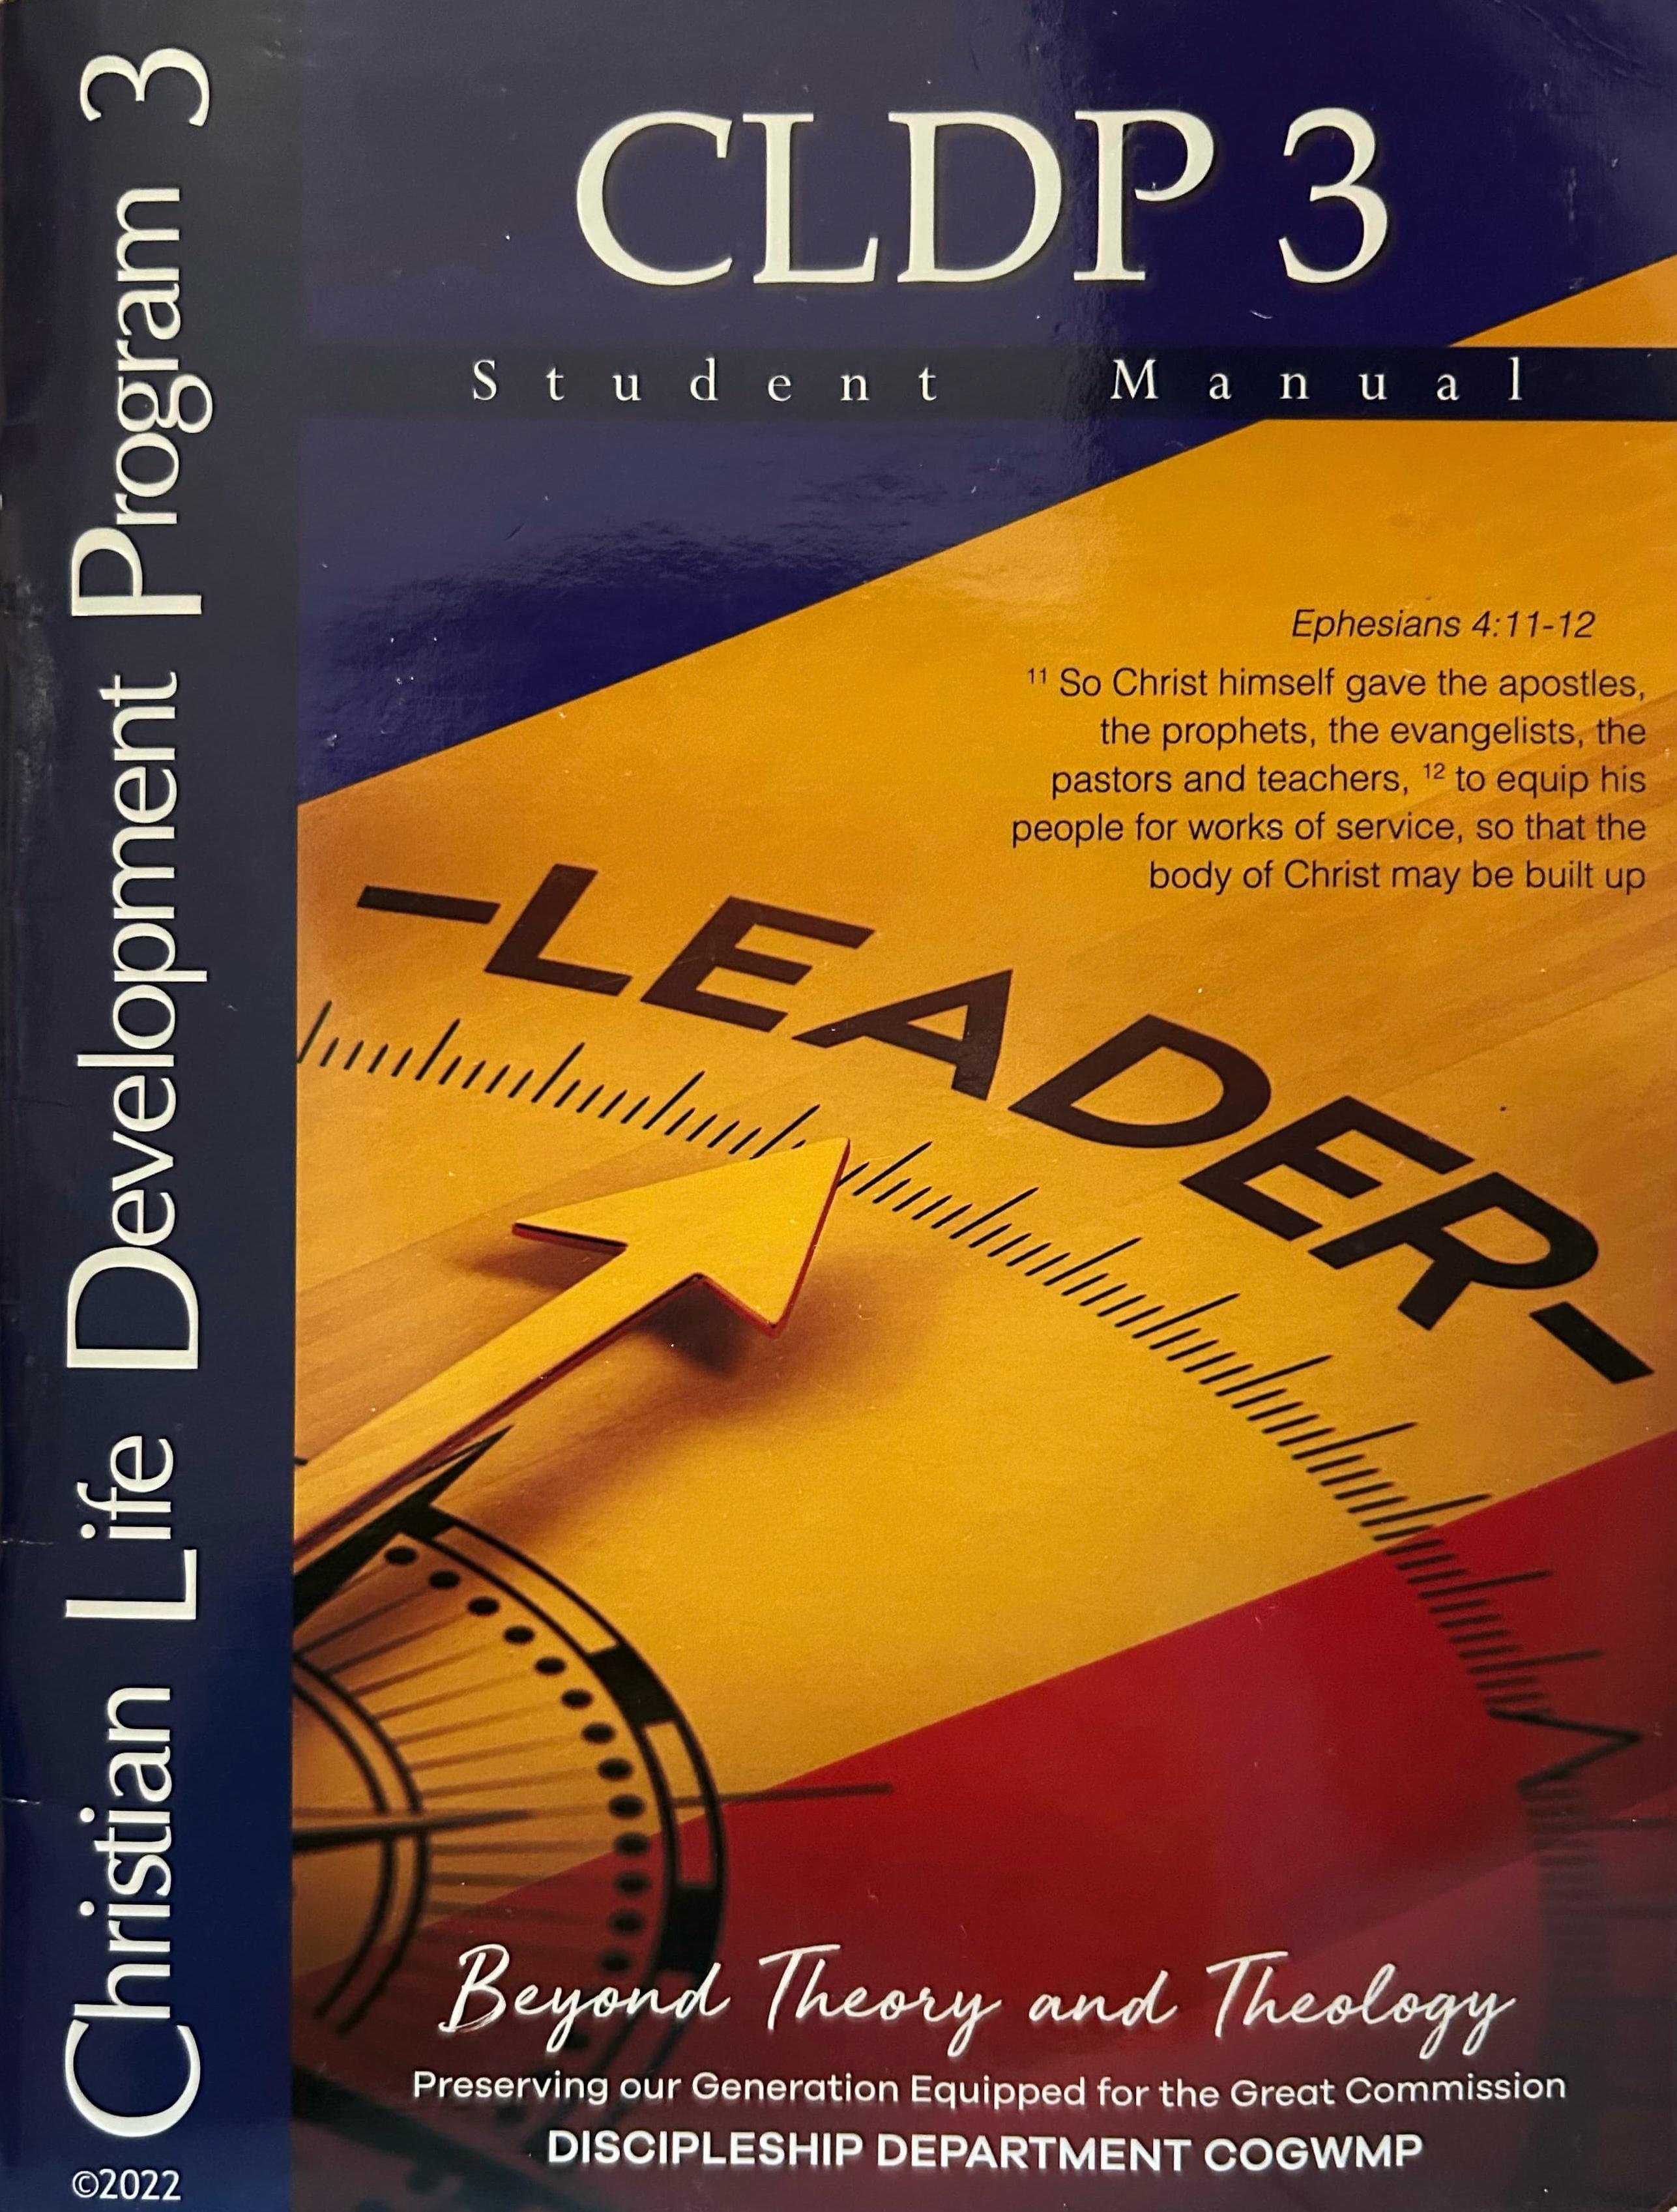 Christian Life Development Program 3
©2022
CLDP 3
Student Manual
Ephesians 4:11-12
11 So Christ himself gave the apostles,
the prophets, the evangelists, the
pastors and teachers, 12 to equip his
people for works of service, so that the
body of Christ may be built up
-LEADER-
Beyond Theory and Theology
Preserving our Generation Equipped for the Great Commission
DISCIPLESHIP DEPARTMENT COGWMP